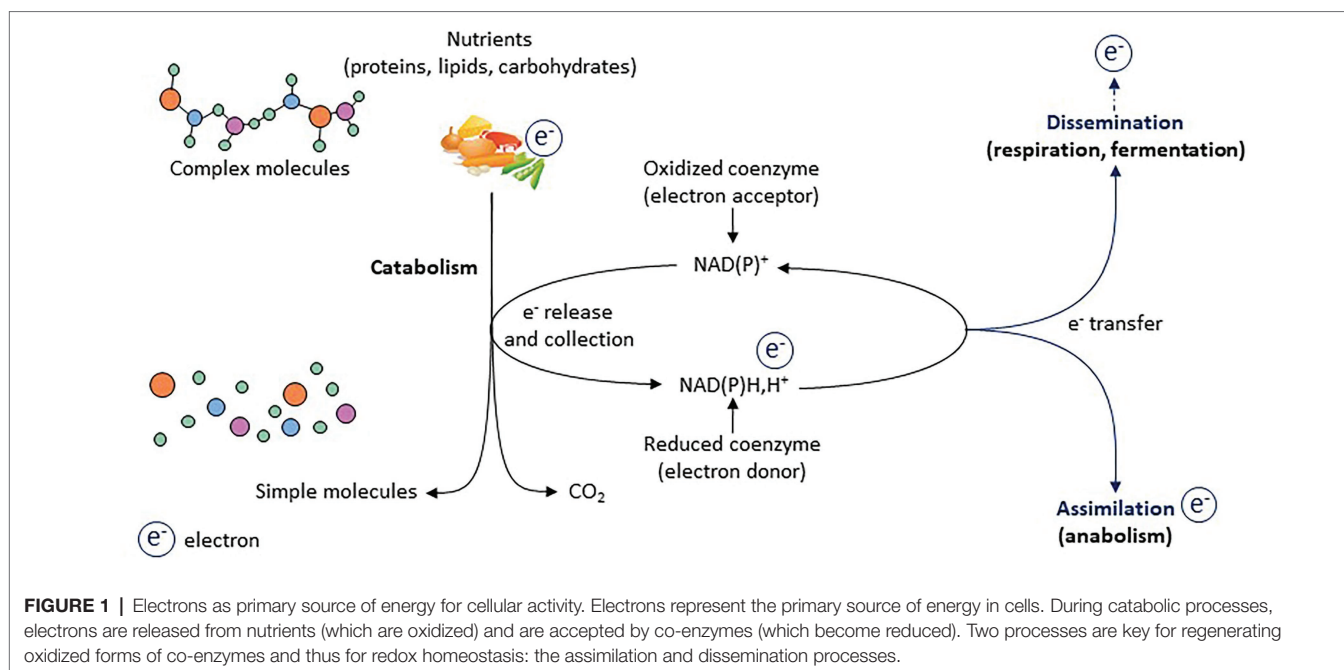 Nutrients
(proteins, lipids, carbohydrates)
Complex molecules
e-
e-
Dissemination
(respiration, fermentation)
Oxidized coenzyme
(electron acceptor)
Catabolism
NAD(P)+
e- release
and collection
e- transfer
e-
NAD(P)H,H+
Reduced coenzyme
(electron donor)
Simple molecules
CO2
Assimilation e-
(anabolism)
e- electron
FIGURE 1 | Electrons as primary source of energy for cellular activity. Electrons represent the primary source of energy in cells. During catabolic processes,
electrons are released from nutrients (which are oxidized) and are accepted by co-enzymes (which become reduced). Two processes are key for regenerating
oxidized forms of co-enzymes and thus for redox homeostasis: the assimilation and dissemination processes.